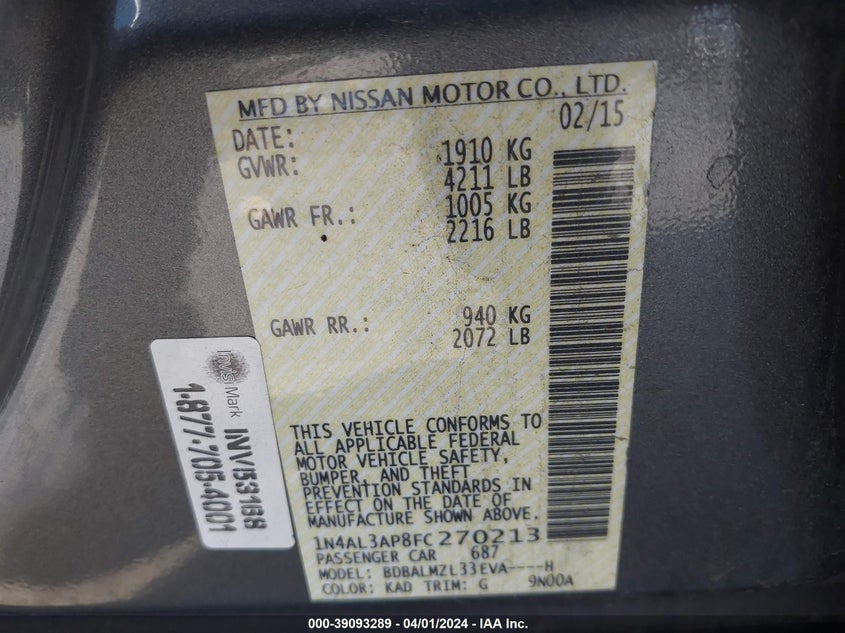 MFD BY NISSAN MOTOR CO., LTD.
DATE: 02/15
GVWR: 1910 KG
4211 LB
GAWR FR.: 1005 KG
2216 LB
GAWR RR.: 940 KG
2072 LB
THIS VEHICLE CONFORMS TO
ALL APPLICABLE FEDERAL
MOTOR VEHICLE SAFETY,
BUMPER, AND THEFT
PREVENTION STANDARDS IN
EFFECT ON THE DATE OF
MANUFACTURE SHOWN ABOVE.
1N4AL3AP8FC270213
PASSENGER CAR 687
MODEL: BDBALMZL33EVA----H
COLOR: KAD TRIM: G 9N00A
InvisMark INVI53168
1-877-705-4001
000-39093289 - 04/01/2024 - IAA Inc.